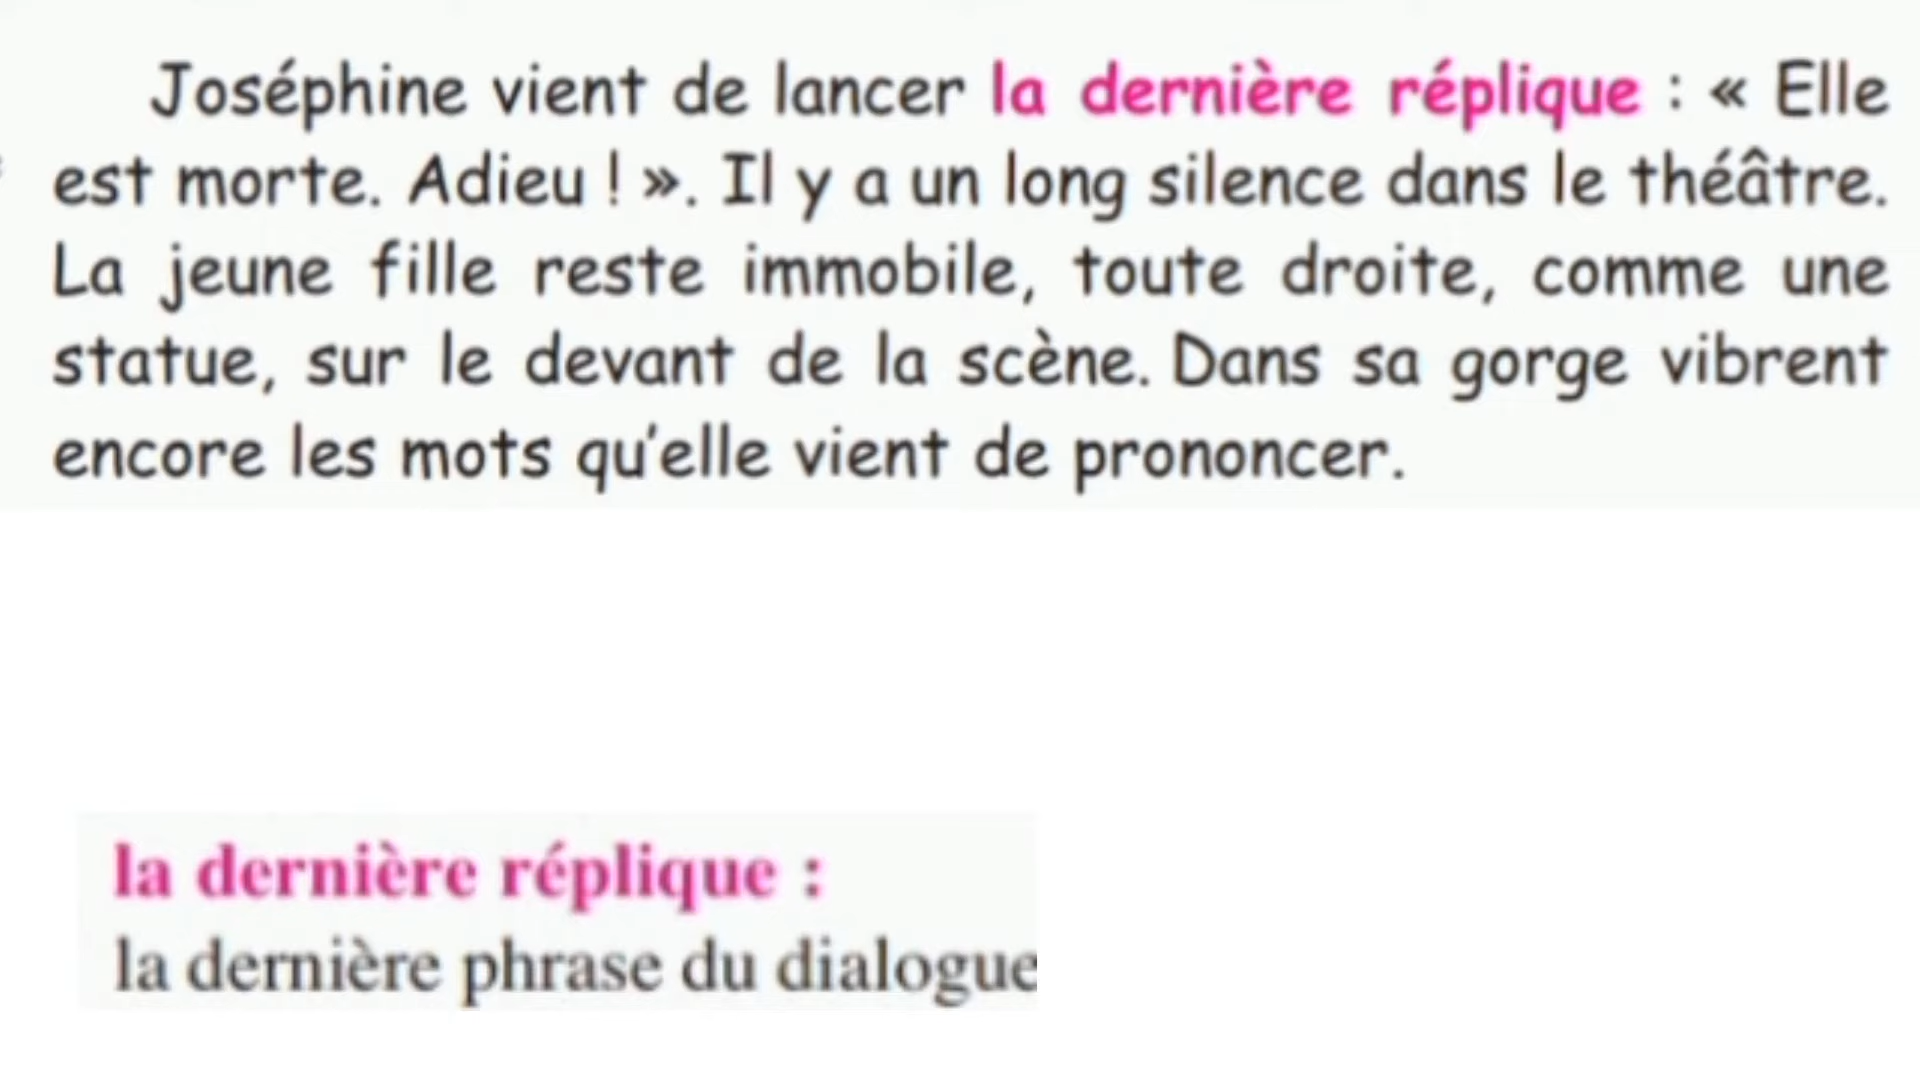 Joséphine vient de lancer la dernière réplique : « Elle
est morte. Adieu ! ». Il y a un long silence dans le théâtre.
La jeune fille reste immobile, toute droite, comme une
statue, sur le devant de la scène. Dans sa gorge vibrent
encore les mots qu'elle vient de prononcer.
la dernière réplique :
la dernière phrase du dialogue